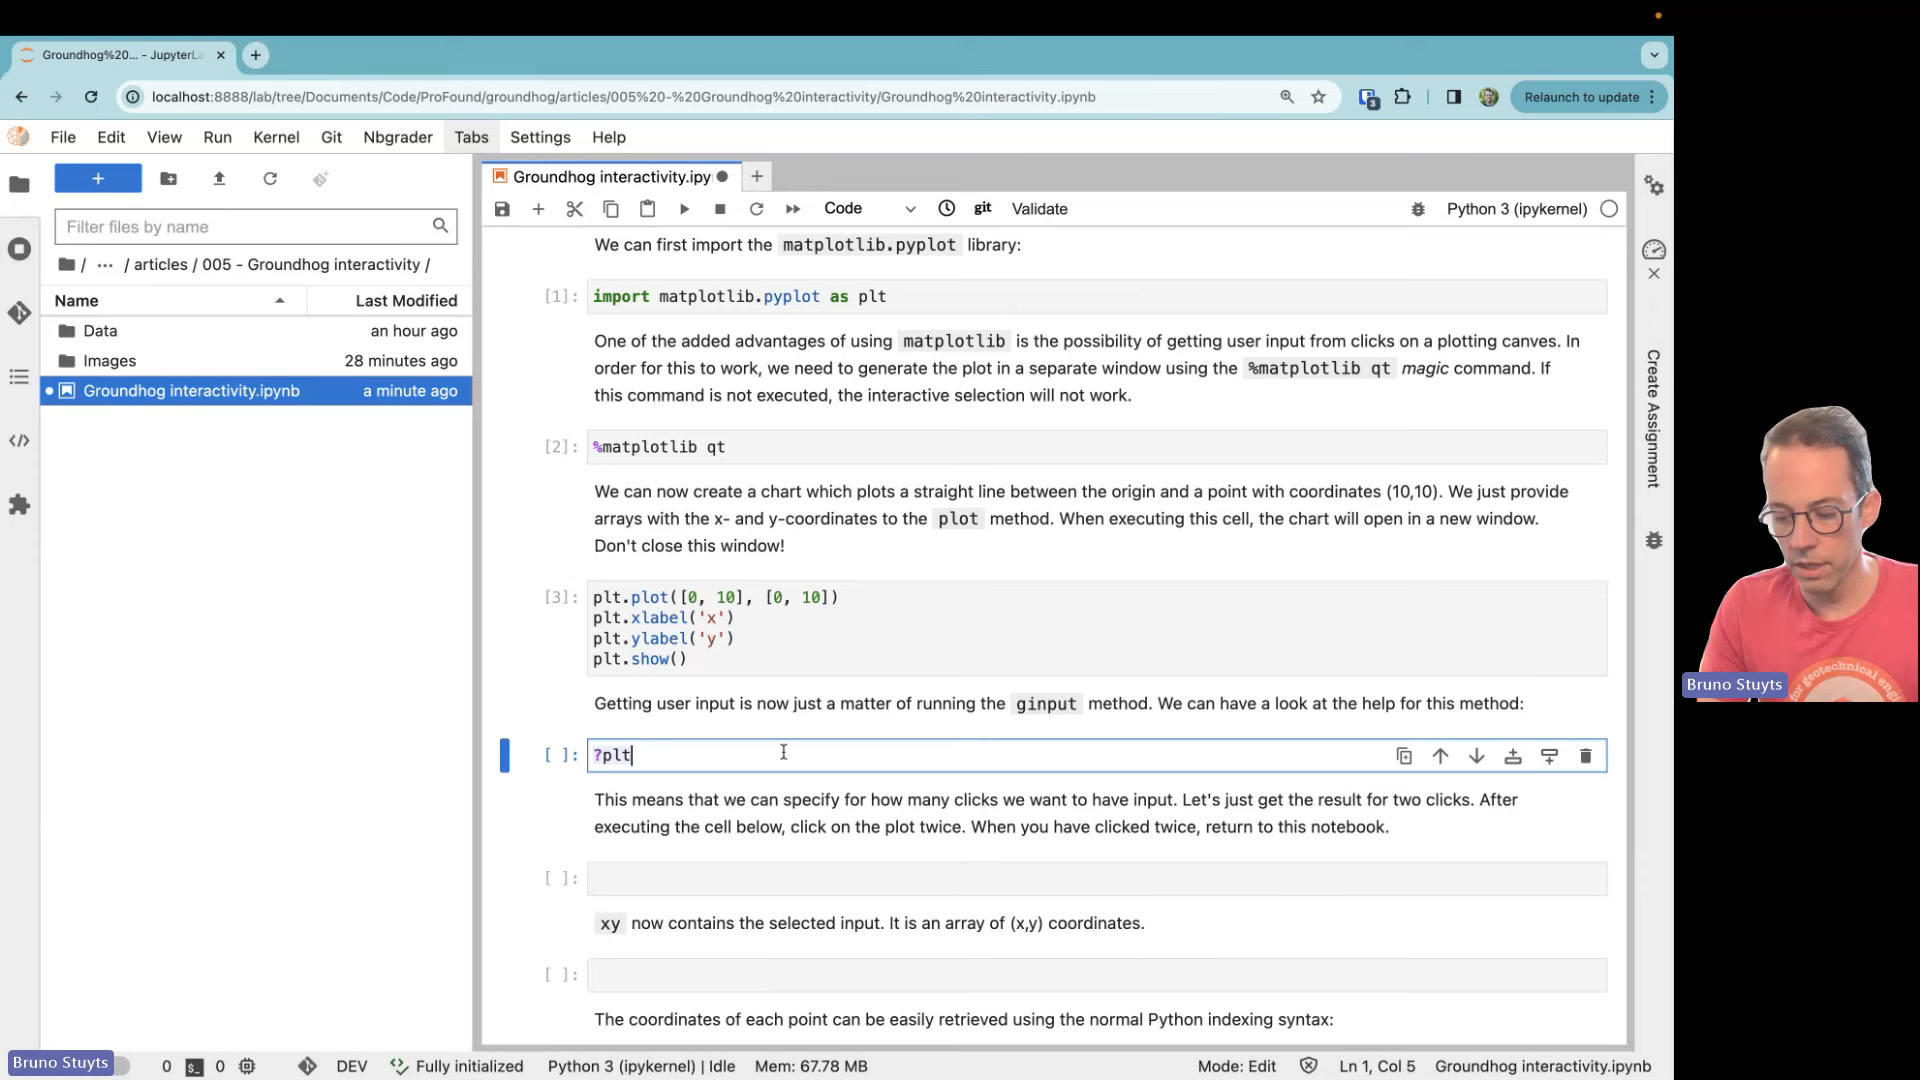 Groundhog%20... - JupyterLa
localhost:8888/lab/tree/Documents/Code/ProFound/groundhog/articles/005%20-%20Groundhog%20interactivity/Groundhog%20interactivity.ipynb
3
Relaunch to update
File Edit View Run Kernel Git Nbgrader Tabs Settings Help
Groundhog interactivity.ipy
Filter files by name
/ ... / articles / 005 - Groundhog interactivity /
Name Last Modified
Data an hour ago
Images 28 minutes ago
Groundhog interactivity.ipynb a minute ago
Code git Validate Python 3 (ipykernel)
We can first import the matplotlib.pyplot library:
[1]: import matplotlib.pyplot as plt
One of the added advantages of using matplotlib is the possibility of getting user input from clicks on a plotting canves. In
order for this to work, we need to generate the plot in a separate window using the %matplotlib qt magic command. If
this command is not executed, the interactive selection will not work.
[2]: %matplotlib qt
We can now create a chart which plots a straight line between the origin and a point with coordinates (10,10). We just provide
arrays with the x- and y-coordinates to the plot method. When executing this cell, the chart will open in a new window.
Don't close this window!
[3]: plt.plot([0, 10], [0, 10])
plt.xlabel('x')
plt.ylabel('y')
plt.show()
Getting user input is now just a matter of running the ginput method. We can have a look at the help for this method:
[ ]: ?plt
This means that we can specify for how many clicks we want to have input. Let's just get the result for two clicks. After
executing the cell below, click on the plot twice. When you have clicked twice, return to this notebook.
[ ]:
xy now contains the selected input. It is an array of (x,y) coordinates.
[ ]:
The coordinates of each point can be easily retrieved using the normal Python indexing syntax:
Create Assignment
Bruno Stuyts
for geotechnical
Bruno Stuyts
0 $_ 0 DEV Fully initialized Python 3 (ipykernel) | Idle Mem: 67.78 MB Mode: Edit Ln 1, Col 5 Groundhog interactivity.ipynb